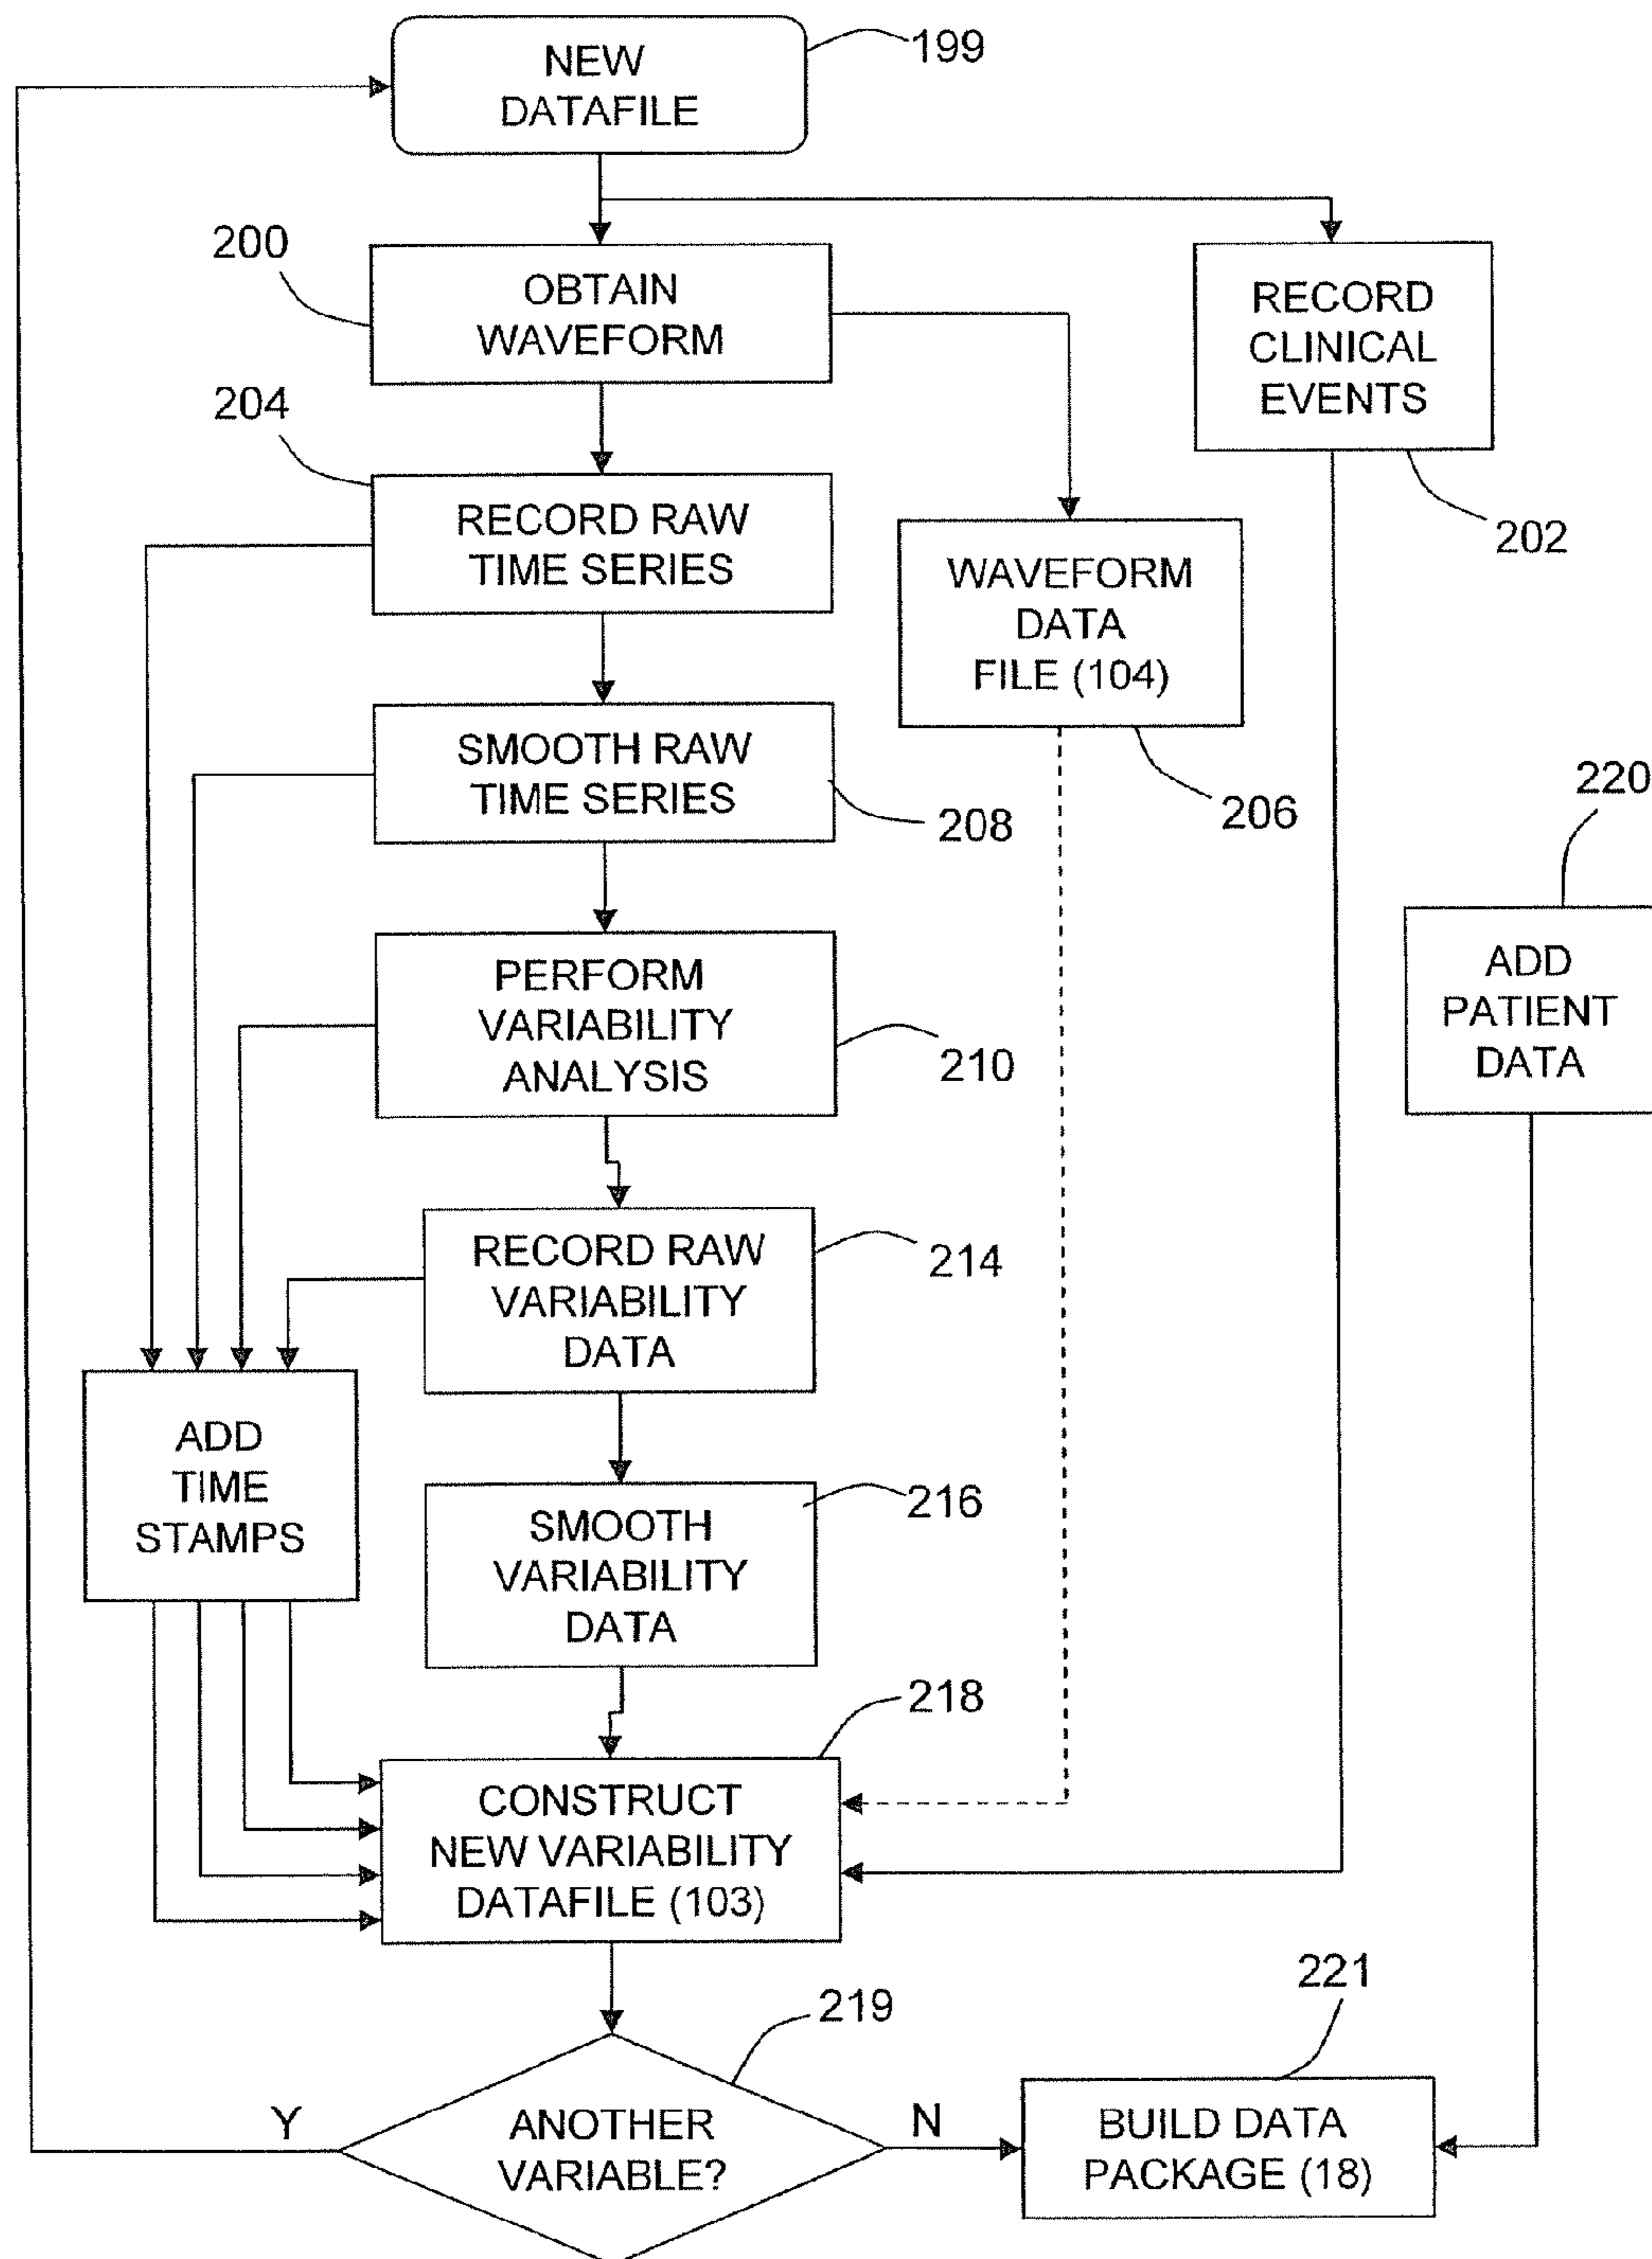 NEW
DATAFILE
199
200
OBTAIN
WAVEFORM
RECORD
CLINICAL
EVENTS
202
204
RECORD RAW
TIME SERIES
WAVEFORM
DATA
FILE (104)
206
SMOOTH RAW
TIME SERIES
208
220
ADD
PATIENT
DATA
PERFORM
VARIABILITY
ANALYSIS
210
RECORD RAW
VARIABILITY
DATA
214
ADD
TIME
STAMPS
SMOOTH
VARIABILITY
DATA
216
218
CONSTRUCT
NEW VARIABILITY
DATAFILE (103)
219
221
Y
ANOTHER
VARIABLE?
N
BUILD DATA
PACKAGE (18)